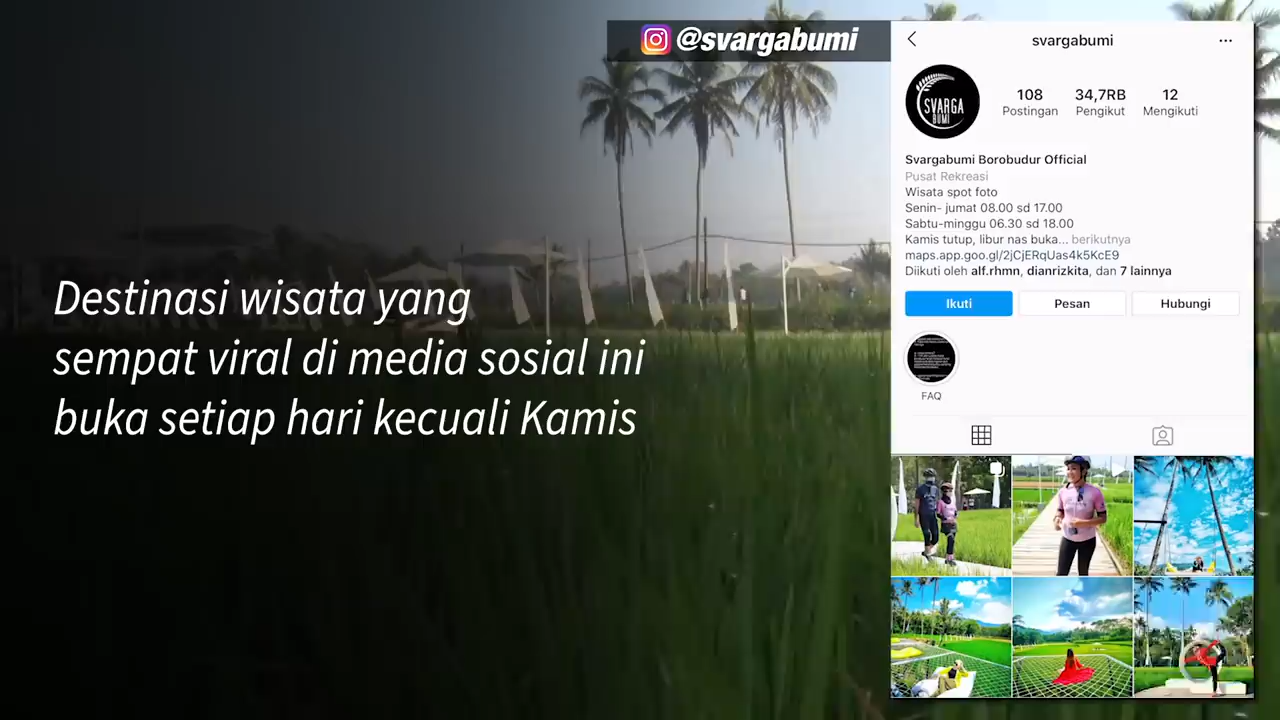 @svargabumi
Destinasi wisata yang
sempat viral di media sosial ini
buka setiap hari kecuali Kamis
svargabumi
SVARGA
BUMI
108
Postingan
34,7RB
Pengikut
12
Mengikuti
Svargabumi Borobudur Official
Pusat Rekreasi
Wisata spot foto
Senin- jumat 08.00 sd 17.00
Sabtu-minggu 06.30 sd 18.00
Kamis tutup, libur nas buka... berikutnya
maps.app.goo.gl/2jCjERqUas4k5KcE9
Diikuti oleh alf.rhmn, dianrizkita, dan 7 lainnya
Ikuti
Pesan
Hubungi
FAQ